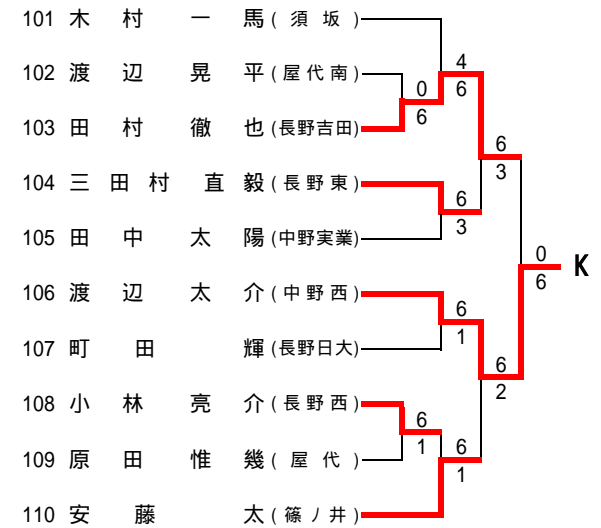 101 木村一馬 (須坂)
102 渡辺晃平 (屋代南)
103 田村徹也 (長野吉田)
104 三田村直毅 (長野東)
105 田中太陽 (中野実業)
106 渡辺太介 (中野西)
107 町田輝 (長野日大)
108 小林亮介 (長野西)
109 原田惟幾 (屋代)
110 安藤太 (篠ノ井)
0
6
4
6
6
3
6
3
6
1
6
1
6
1
6
2
0
6
K